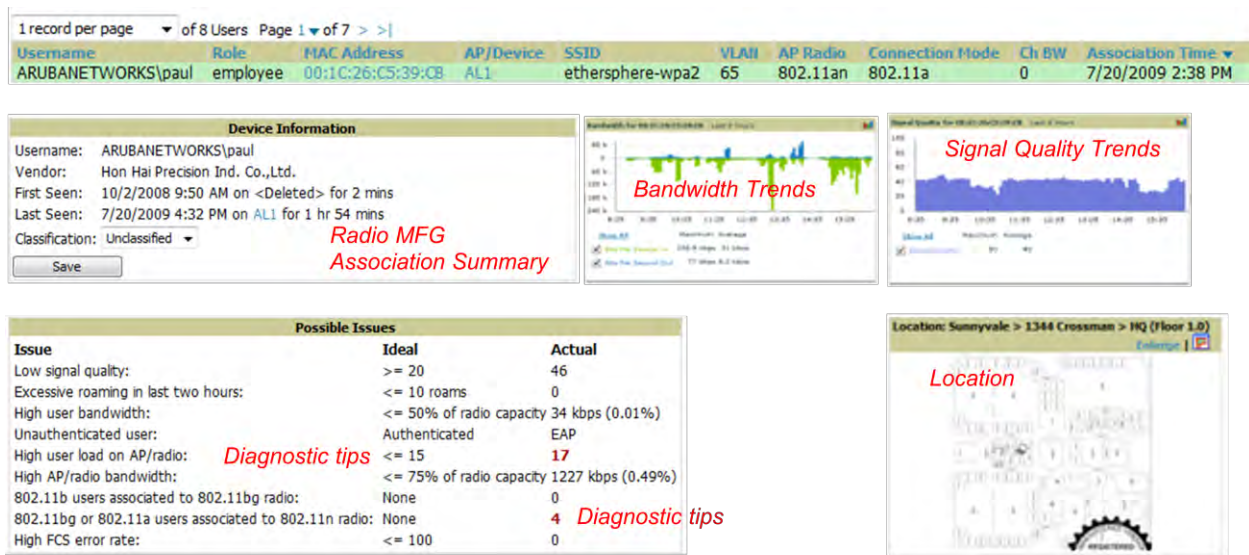 1 record per page of 8 Users Page 1 of 7 > >|
Username Role MAC Address AP/Device SSID VLAN AP Radio Connection Mode Ch BW Association Time
ARUBANETWORKS\paul employee 00:1C:26:C5:39:CB AL1 ethersphere-wpa2 65 802.11an 802.11a 0 7/20/2009 2:38 PM
Device Information
Username: ARUBANETWORKS\paul
Vendor: Hon Hai Precision Ind. Co.,Ltd.
First Seen: 10/2/2008 9:50 AM on <Deleted> for 2 mins
Last Seen: 7/20/2009 4:32 PM on AL1 for 1 hr 54 mins
Classification: Unclassified
Save
Radio MFG
Association Summary
Bandwidth Trends
Show All Maximum Average
Signal Quality Trends
Show All Maximum Average
Possible Issues
Issue Ideal Actual
Low signal quality: >= 20 46
Excessive roaming in last two hours: <= 10 roams 0
High user bandwidth: <= 50% of radio capacity 34 kbps (0.01%)
Unauthenticated user: Authenticated EAP
High user load on AP/radio: Diagnostic tips <= 15 17
High AP/radio bandwidth: <= 75% of radio capacity 1227 kbps (0.49%)
802.11b users associated to 802.11bg radio: None 0
802.11bg or 802.11a users associated to 802.11n radio: None 4 Diagnostic tips
High FCS error rate: <= 100 0
Location: Sunnyvale > 1344 Crossman > HQ (Floor 1.0)
Enlarge |
Location